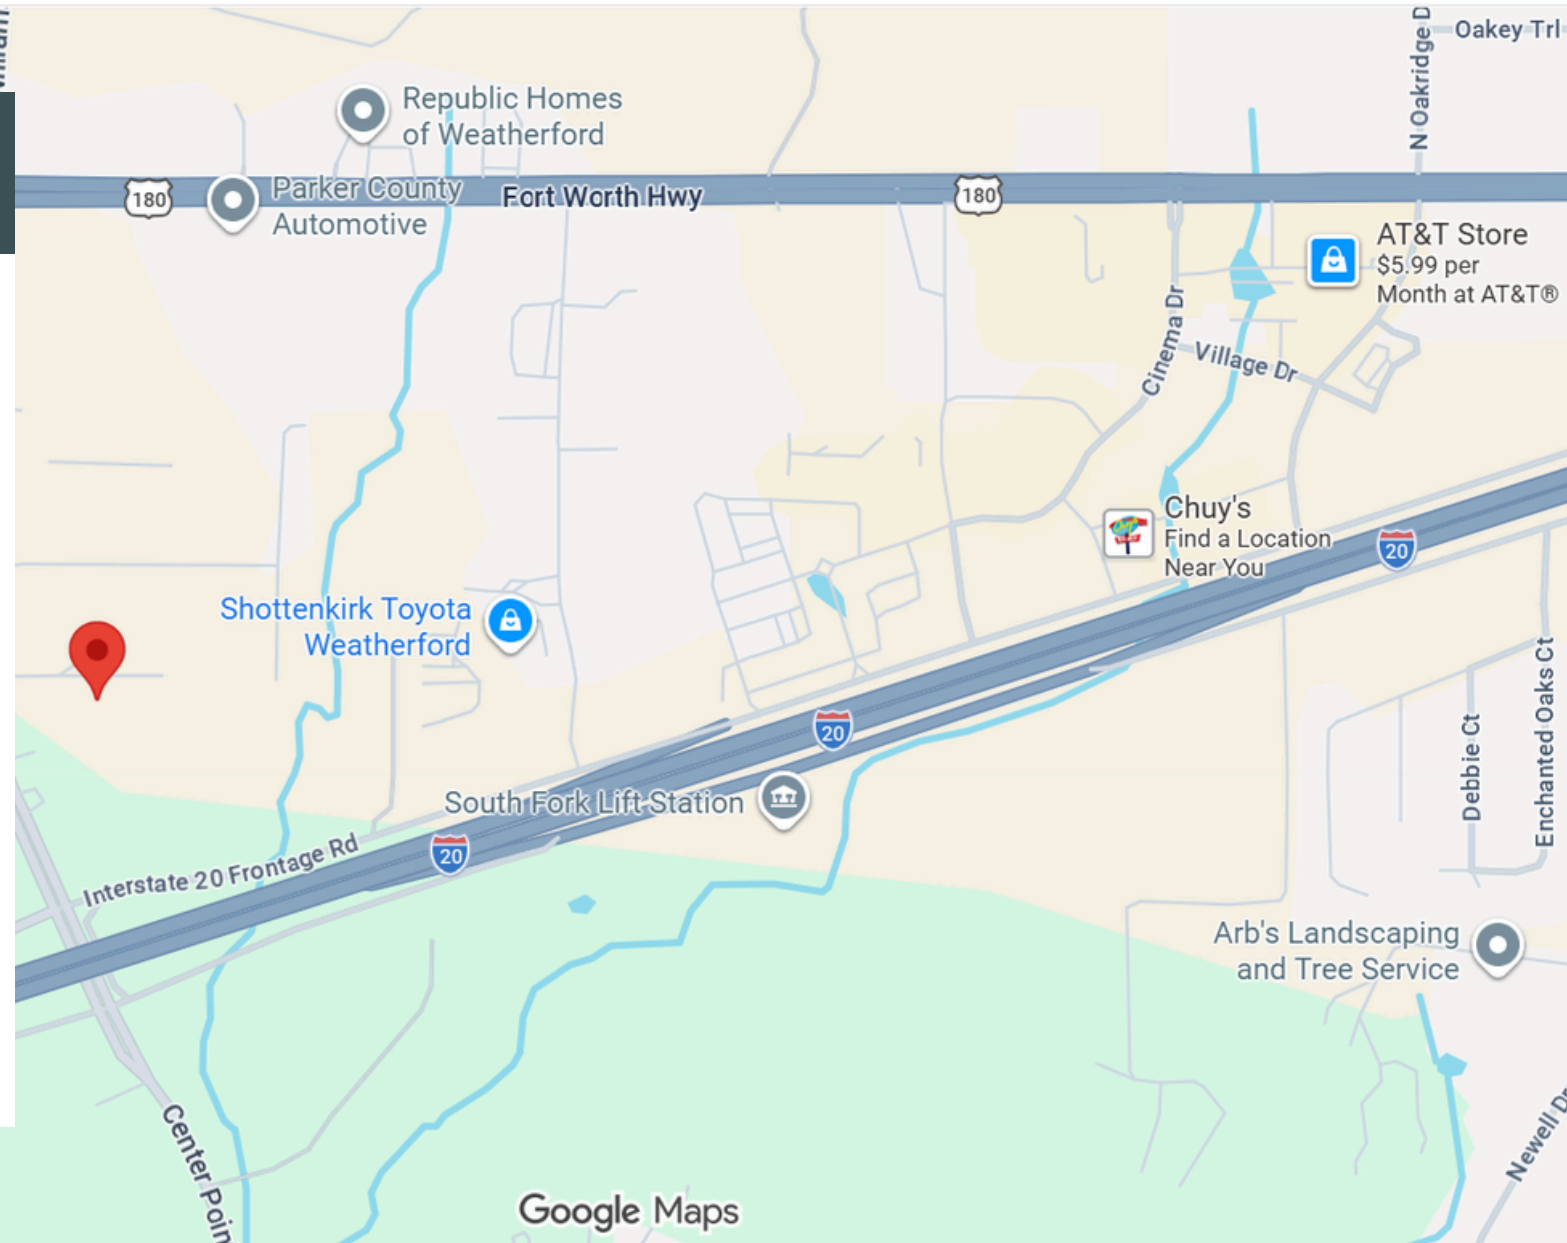 Oakey Trl
N Oakridge D
Republic Homes
of Weatherford
180
Parker County
Automotive
Fort Worth Hwy
180
AT&T Store
$5.99 per
Month at AT&T®
Cinema Dr
Village Dr
Chuy's
Find a Location
Near You
20
Shottenkirk Toyota
Weatherford
20
South Fork Lift Station
20
Interstate 20 Frontage Rd
Debbie Ct
Enchanted Oaks Ct
Arb's Landscaping
and Tree Service
Center Poin
Newell Dr
Google Maps